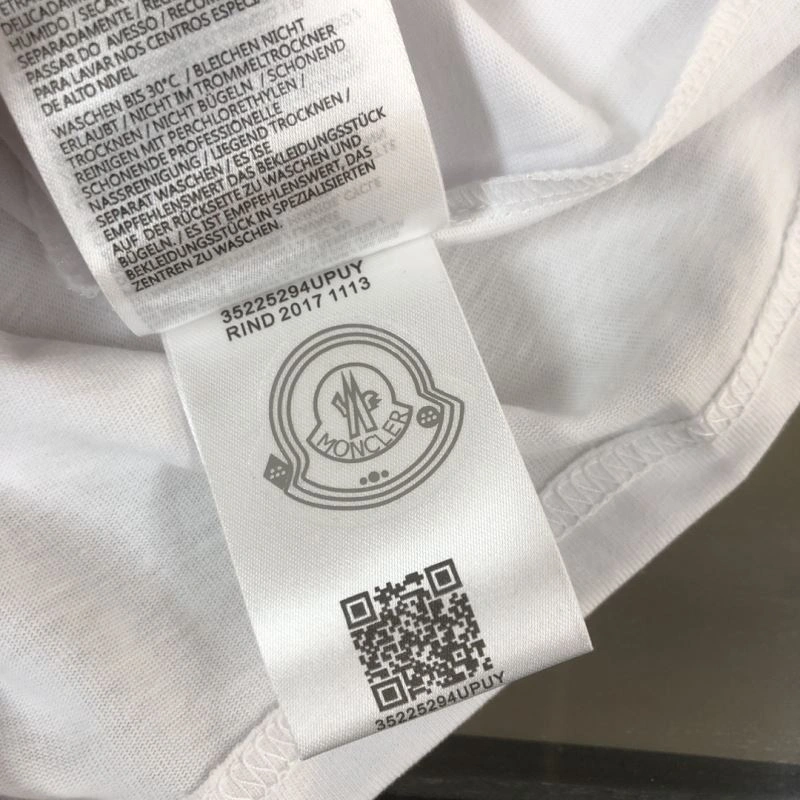 DELICADAM
HUMIDO / SECAR
SEPARADAMENTE / RE
PASSAR DO AVESSO / RECO
PARA LAVAR NOS CENTROS ESPECI
DE ALTO NIVEL
WASCHEN BIS 30°C / BLEICHEN NICHT
ERLAUBT / NICHT IM TROMMELTROCKNER
TROCKNEN / NICHT BÜGELN / SCHONEND
REINIGEN MIT PERCHLORETHYLEN /
SCHONENDE PROFESSIONELLE
NASSREINIGUNG / LIEGEND TROCKNEN /
SEPARAT WASCHEN / ES ISE
EMPFEHLENSWERT DAS BEKLEIDUNGSSTÜCK
AUF DER RÜCKSEITE ZU WASCHEN UND
BÜGELN. / ES IST EMPFEHLENSWERT, DAS
BEKLEIDUNGSSTÜCK IN SPEZIALISIERTEN
ZENTREN ZU WASCHEN.
35225294UPUY
RIND 2017 1113
MONCLER
35225294UPUY